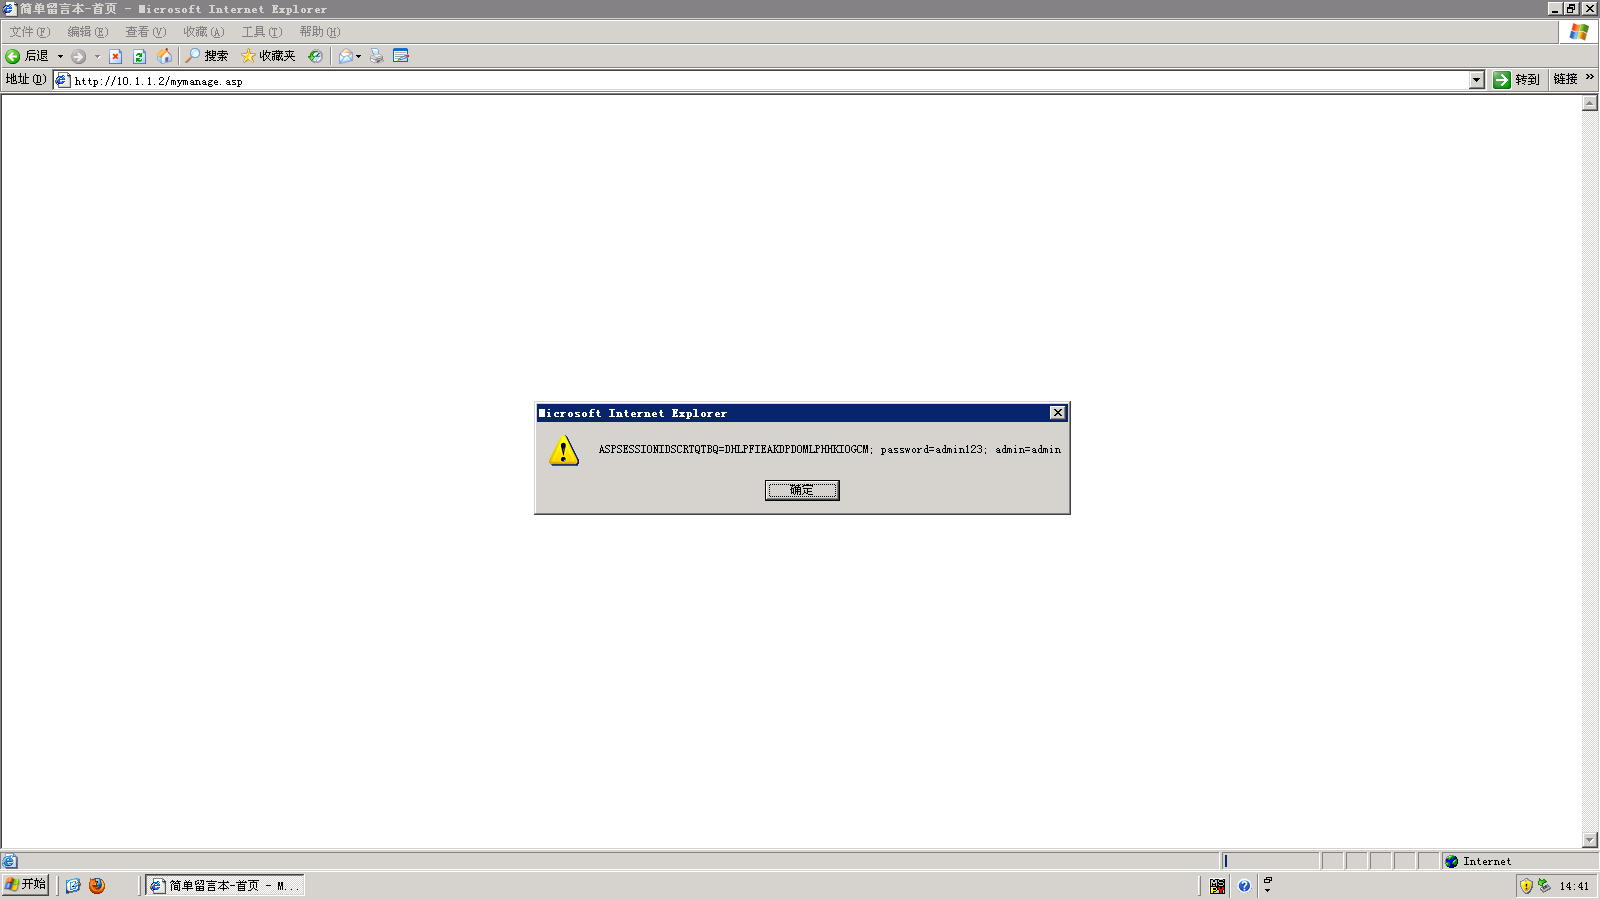 简单留言本-首页 - Microsoft Internet Explorer
文件(F) 编辑(E) 查看(V) 收藏(A) 工具(T) 帮助(H)
后退 搜索 收藏夹
地址(D) http://10.1.1.2/mymanage.asp 转到 链接 »
Microsoft Internet Explorer
ASPSESSIONIDSCRTQTBQ=DHLPFIEAKDPDOMLPHHKIOGCM; password=admin123; admin=admin
确定
Internet
开始 简单留言本-首页 - M... 14:41